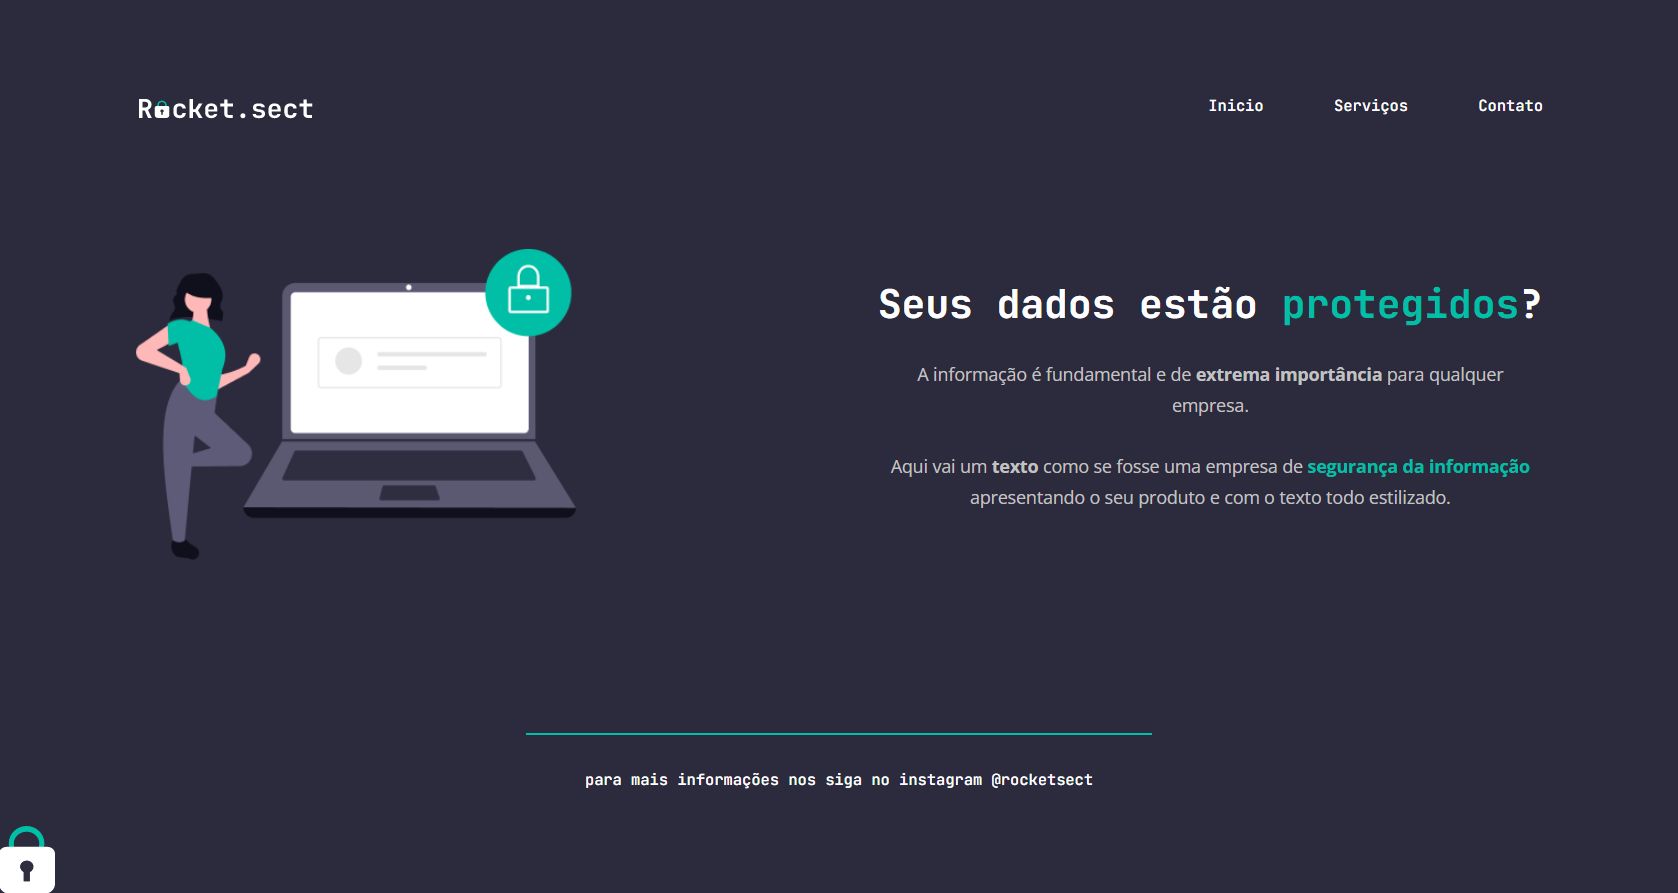 Rocket.sect
Inicio Serviços Contato
Seus dados estão protegidos?
A informação é fundamental e de extrema importância para qualquer
empresa.
Aqui vai um texto como se fosse uma empresa de segurança da informação
apresentando o seu produto e com o texto todo estilizado.
para mais informações nos siga no instagram @rocketsect